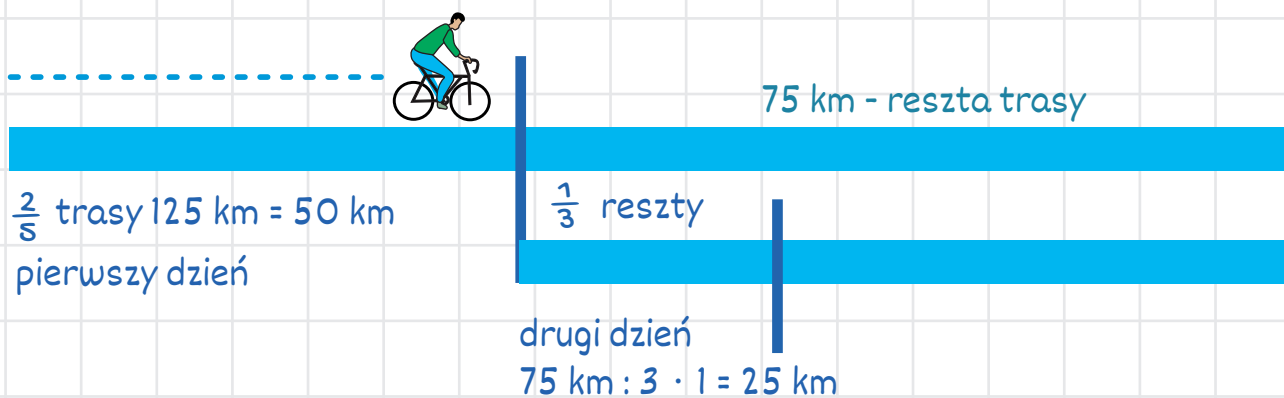 75 km - reszta trasy
2/5 trasy 125 km = 50 km
pierwszy dzień
1/3 reszty
drugi dzień
75 km : 3 · 1 = 25 km